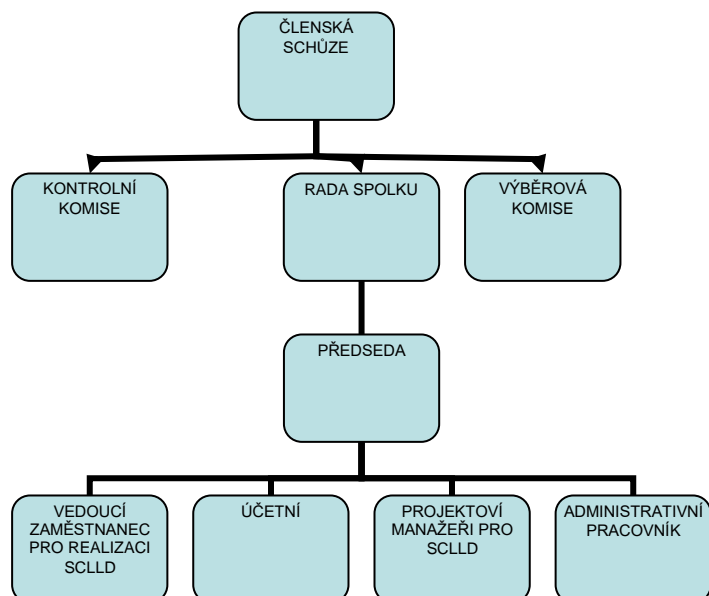 ČLENSKÁ
SCHŮZE
KONTROLNÍ
KOMISE
RADA SPOLKU
VÝBĚROVÁ
KOMISE
PŘEDSEDA
VEDOUCÍ
ZAMĚSTNANEC
PRO REALIZACI
SCLLD
ÚČETNÍ
PROJEKTOVÍ
MANAŽEŘI PRO
SCLLD
ADMINISTRATIVNÍ
PRACOVNÍK